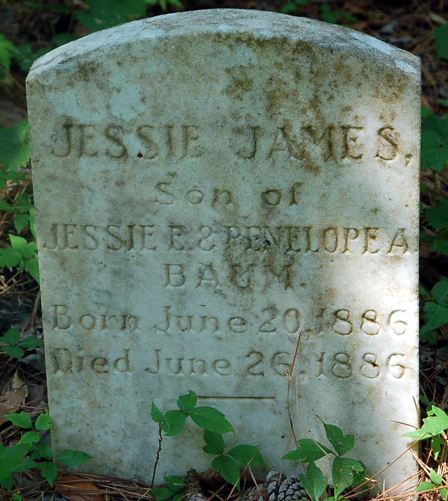 JESSIE JAMES,
Son of
JESSIE E. & PENELOPE A.
BAUM.
Born June 20, 1886
Died June 26, 1886